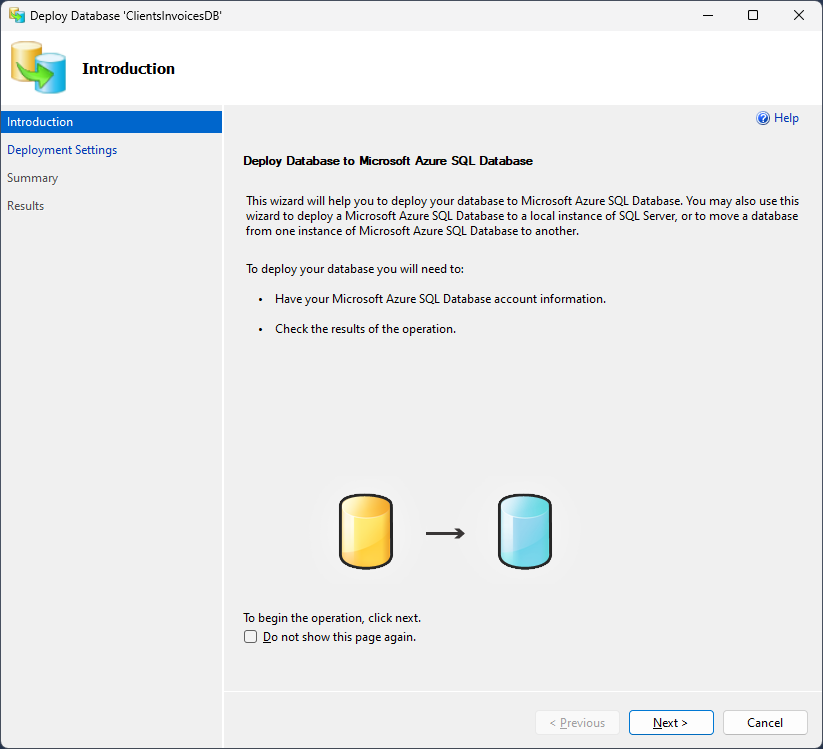 Deploy Database 'ClientsInvoicesDB'
Introduction
Introduction
Deployment Settings
Summary
Results
Help
Deploy Database to Microsoft Azure SQL Database
This wizard will help you to deploy your database to Microsoft Azure SQL Database. You may also use this
wizard to deploy a Microsoft Azure SQL Database to a local instance of SQL Server, or to move a database
from one instance of Microsoft Azure SQL Database to another.
To deploy your database you will need to:
• Have your Microsoft Azure SQL Database account information.
• Check the results of the operation.
To begin the operation, click next.
Do not show this page again.
< Previous
Next >
Cancel